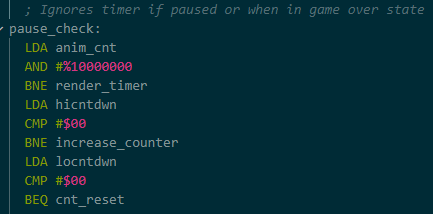 ; Ignores timer if paused or when in game over state
pause_check:
LDA anim_cnt
AND #%10000000
BNE render_timer
LDA hicntdwn
CMP #$00
BNE increase_counter
LDA locntdwn
CMP #$00
BEQ cnt_reset